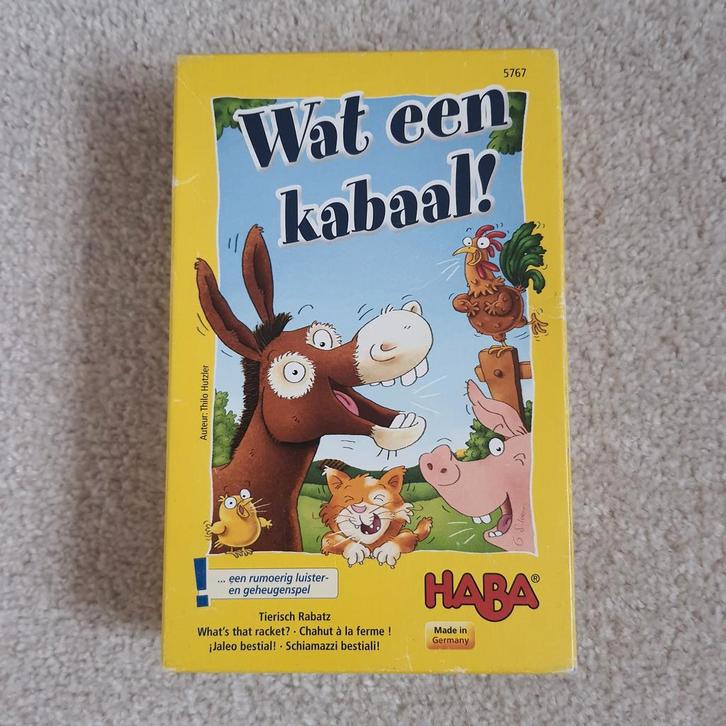 5767
Wat een
kabaal!
Auteur: Thilo Hutzler
... een rumoerig luister-
en geheugenspel
HABA®
Tierisch Rabatz
What's that racket? · Chahut à la ferme !
¡Jaleo bestial! · Schiamazzi bestiali!
Made in
Germany